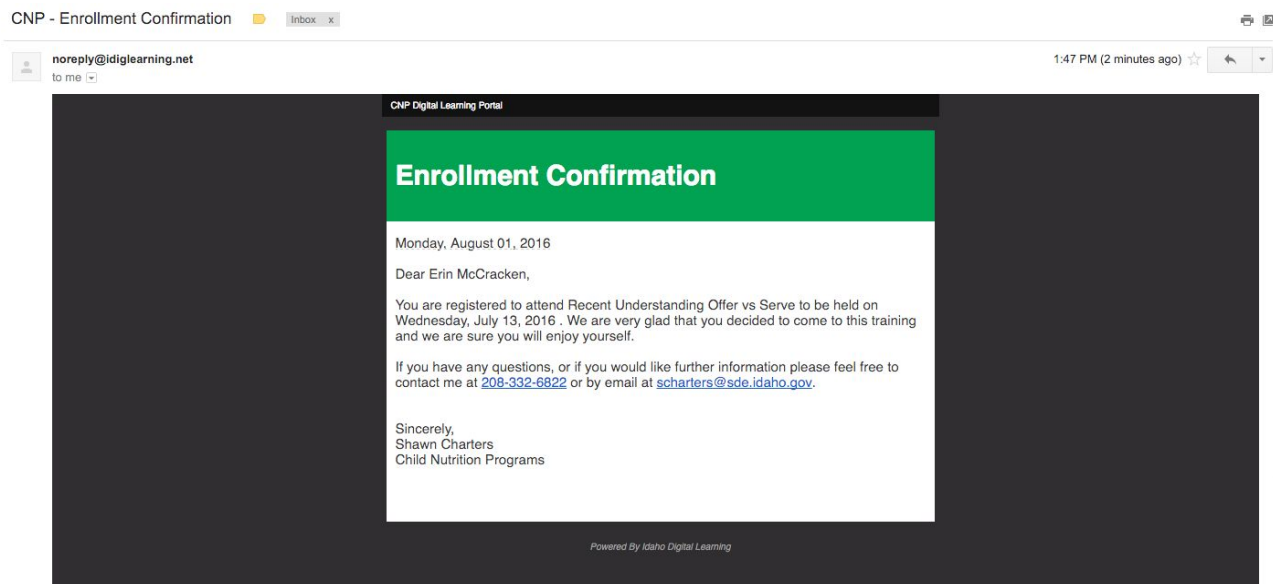 CNP - Enrollment Confirmation
Inbox x
noreply@idiglearning.net
1:47 PM (2 minutes ago)
to me
CNP Digital Learning Portal
Enrollment Confirmation
Monday, August 01, 2016
Dear Erin McCracken,
You are registered to attend Recent Understanding Offer vs Serve to be held on
Wednesday, July 13, 2016 . We are very glad that you decided to come to this training
and we are sure you will enjoy yourself.
If you have any questions, or if you would like further information please feel free to
contact me at 208-332-6822 or by email at scharters@sde.idaho.gov.
Sincerely,
Shawn Charters
Child Nutrition Programs
Powered By Idaho Digital Learning